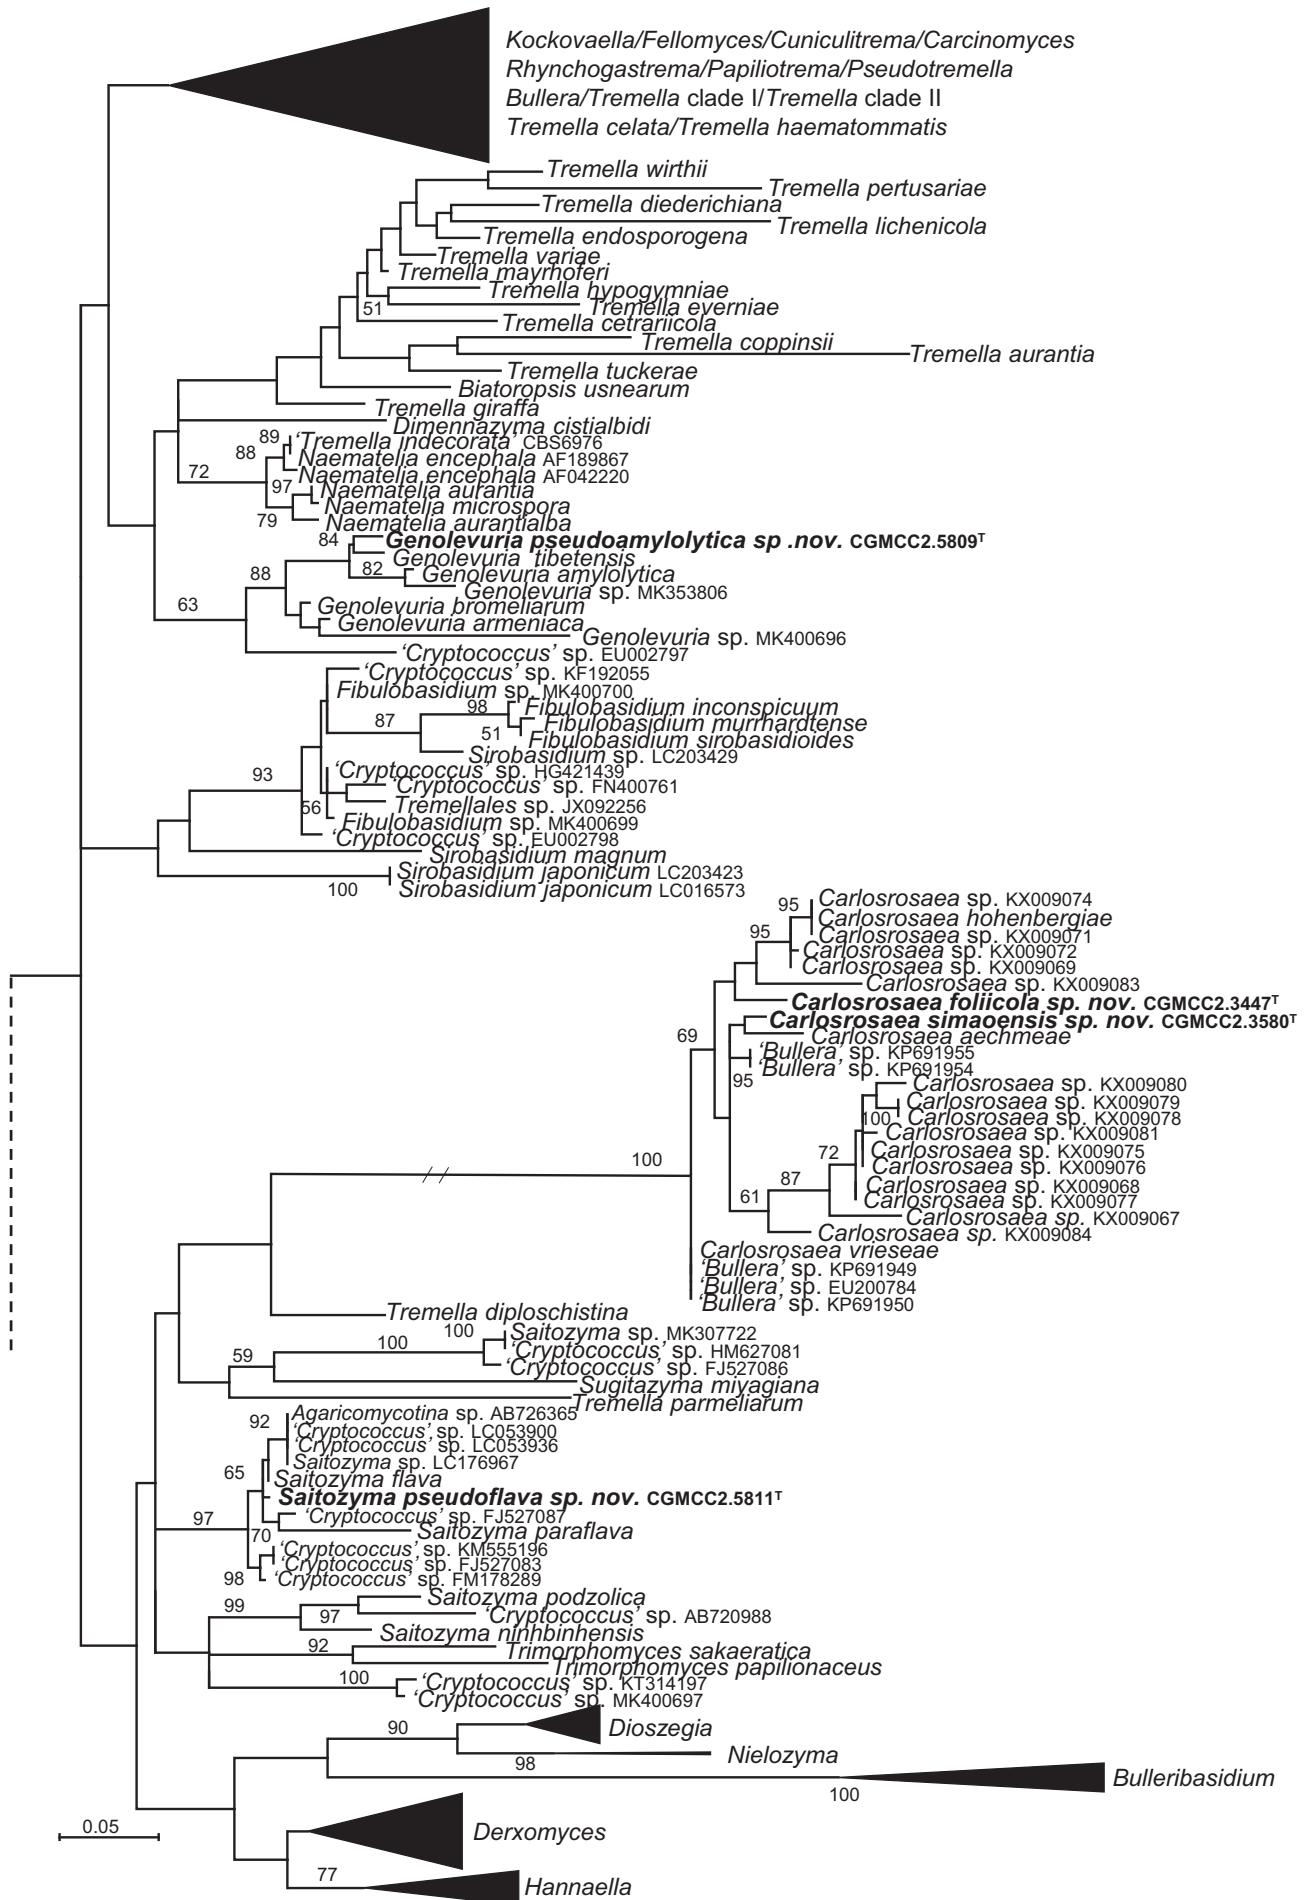 Kockovaella/Fellomyces/Cuniculitrema/Carcinomyces
Rhynchogastrema/Papiliotrema/Pseudotremella
Bullera/Tremella clade I/Tremella clade II
Tremella celata/Tremella haematommatis
Tremella wirthii
Tremella pertusariae
Tremella diederichiana
Tremella lichenicola
Tremella endosporogena
Tremella variae
Tremella mayrhoferi
Tremella hypogymniae
51
Tremella everniae
Tremella cetrariicola
Tremella coppinsii
Tremella aurantia
Tremella tuckerae
Biatoropsis usnearum
Tremella giraffa
Dimennazyma cistialbidi
89
'Tremella indecorata' CBS6976
88
Naematelia encephala AF189867
72
Naematelia encephala AF042220
97
Naematelia aurantia
Naematelia microspora
79
Naematelia aurantialba
84
Genolevuria pseudoamylolytica sp .nov. CGMCC2.5809T
Genolevuria tibetensis
88
82
Genolevuria amylolytica
Genolevuria sp. MK353806
63
Genolevuria bromeliarum
Genolevuria armeniaca
Genolevuria sp. MK400696
'Cryptococcus' sp. EU002797
'Cryptococcus' sp. KF192055
Fibulobasidium sp. MK400700
98
Fibulobasidium inconspicuum
87
Fibulobasidium murrhardtense
51
Fibulobasidium sirobasidioides
Sirobasidium sp. LC203429
93
'Cryptococcus' sp. HG421439
'Cryptococcus' sp. FN400761
56
Tremellales sp. JX092256
Fibulobasidium sp. MK400699
'Cryptococcus' sp. EU002798
Sirobasidium magnum
Sirobasidium japonicum LC203423
100
Sirobasidium japonicum LC016573
Carlosrosaea sp. KX009074
95
Carlosrosaea hohenbergiae
95
Carlosrosaea sp. KX009071
Carlosrosaea sp. KX009072
Carlosrosaea sp. KX009069
Carlosrosaea sp. KX009083
Carlosrosaea foliicola sp. nov. CGMCC2.3447T
Carlosrosaea simaoensis sp. nov. CGMCC2.3580T
69
Carlosrosaea aechmeae
'Bullera' sp. KP691955
'Bullera' sp. KP691954
95
Carlosrosaea sp. KX009080
Carlosrosaea sp. KX009079
100
Carlosrosaea sp. KX009078
Carlosrosaea sp. KX009081
72
Carlosrosaea sp. KX009075
100
Carlosrosaea sp. KX009076
87
Carlosrosaea sp. KX009068
61
Carlosrosaea sp. KX009077
Carlosrosaea sp. KX009067
Carlosrosaea sp. KX009084
Carlosrosaea vrieseae
'Bullera' sp. KP691949
'Bullera' sp. EU200784
'Bullera' sp. KP691950
Tremella diploschistina
100
Saitozyma sp. MK307722
100
'Cryptococcus' sp. HM627081
59
'Cryptococcus' sp. FJ527086
Sugitazyma miyagiana
Tremella parmeliarum
Agaricomycotina sp. AB726365
92
'Cryptococcus' sp. LC053900
'Cryptococcus' sp. LC053936
Saitozyma sp. LC176967
65
Saitozyma flava
Saitozyma pseudoflava sp. nov. CGMCC2.5811T
97
'Cryptococcus' sp. FJ527087
70
Saitozyma paraflava
'Cryptococcus' sp. KM555196
'Cryptococcus' sp. FJ527083
98
'Cryptococcus' sp. FM178289
99
Saitozyma podzolica
97
'Cryptococcus' sp. AB720988
Saitozyma ninhbinhensis
92
Trimorphomyces sakaeratica
Trimorphomyces papilionaceus
100
'Cryptococcus' sp. KT314197
'Cryptococcus' sp. MK400697
90
Dioszegia
Nielozyma
98
Bulleribasidium
100
0.05
Derxomyces
77
Hannaella